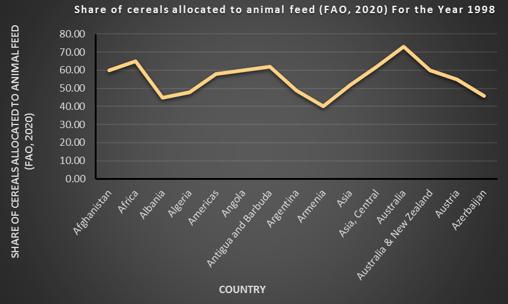 Share of cereals allocated to animal feed (FAO, 2020) For the Year 1998
SHARE OF CEREALS ALLOCATED TO ANIMAL FEED
(FAO, 2020)
80.00
70.00
60.00
50.00
40.00
30.00
20.00
10.00
0.00
Afghanistan
Africa
Albania
Algeria
Americas
Angola
Antigua and Barbuda
Argentina
Armenia
Asia
Asia, Central
Australia
Australia & New Zealand
Austria
Azerbaijan
COUNTRY